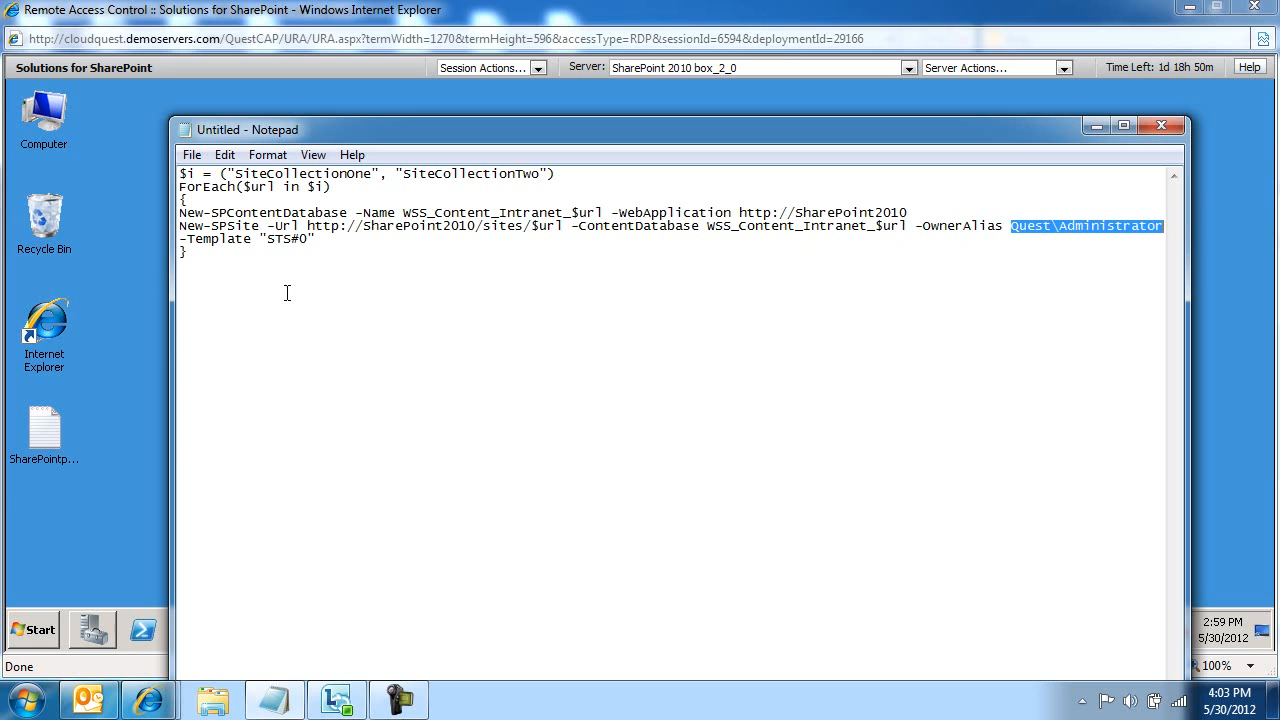 Remote Access Control :: Solutions for SharePoint - Windows Internet Explorer
http://cloudquest.demoservers.com/QuestCAP/URA/URA.aspx?termWidth=1270&termHeight=596&accessType=RDP&sessionId=6594&deploymentId=29166
Solutions for SharePoint Session Actions... Server: SharePoint 2010 box_2_0 Server Actions... Time Left: 1d 18h 50m Help
Computer
Recycle Bin
Internet
Explorer
SharePointp...
Untitled - Notepad
File Edit Format View Help
$i = ("SiteCollectionOne", "SiteCollectionTwo")
ForEach($url in $i)
{
New-SPContentDatabase -Name WSS_Content_Intranet_$url -WebApplication http://SharePoint2010
New-SPSite -Url http://SharePoint2010/sites/$url -ContentDatabase WSS_Content_Intranet_$url -OwnerAlias Quest\Administrator
-Template "STS#0"
}
Start
2:59 PM
5/30/2012
Done
100%
4:03 PM
5/30/2012